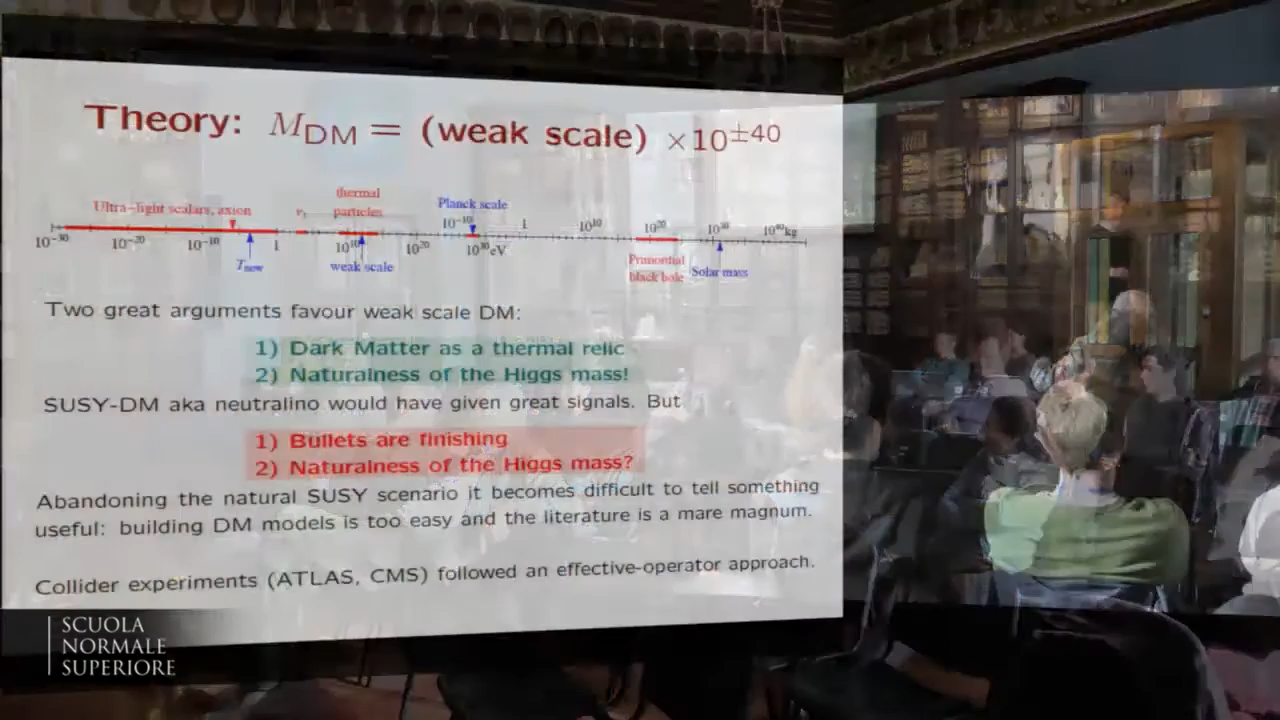 Theory: M_DM = (weak scale) ×10^±40
Ultra-light scalars, axion
thermal
particles
Planck scale
10^-10
1
10^10
10^20
10^30
10^40 kg
10^-30
10^-20
10^-10
1
10^10
10^20
10^30 eV
T_now
weak scale
Primontial
black hole
Solar mass
Two great arguments favour weak scale DM:
1) Dark Matter as a thermal relic
2) Naturalness of the Higgs mass!
SUSY-DM aka neutralino would have given great signals. But
1) Bullets are finishing
2) Naturalness of the Higgs mass?
Abandoning the natural SUSY scenario it becomes difficult to tell something
useful: building DM models is too easy and the literature is a mare magnum.
Collider experiments (ATLAS, CMS) followed an effective-operator approach.
SCUOLA
NORMALE
SUPERIORE